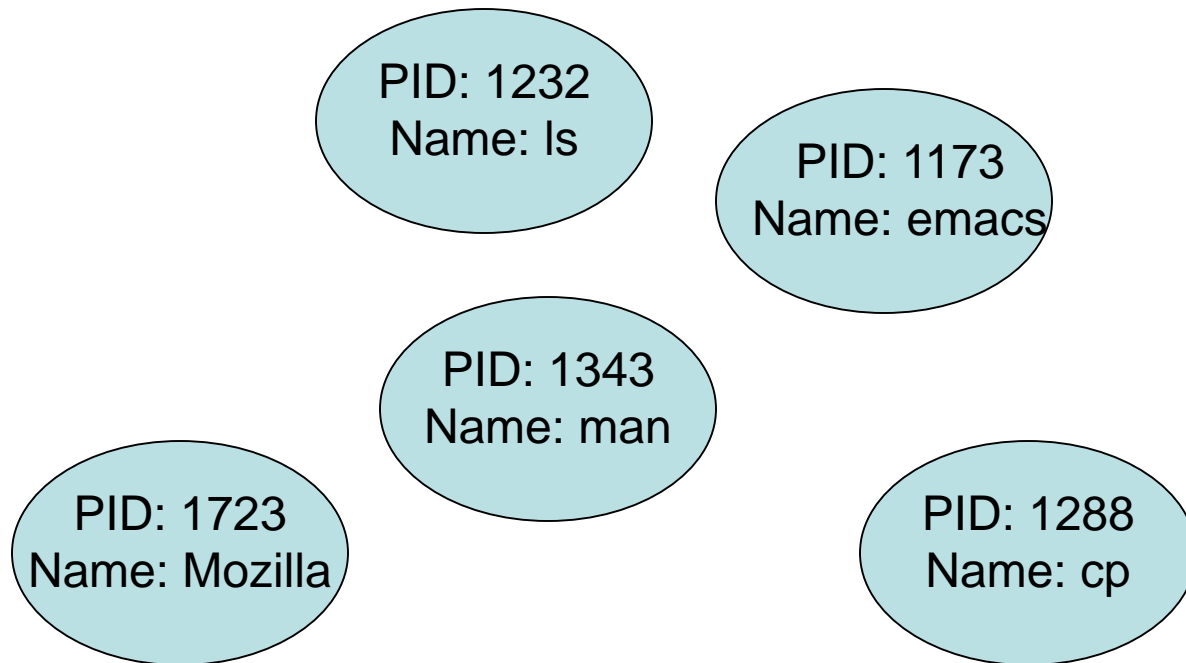 PID: 1232
Name: ls
PID: 1173
Name: emacs
PID: 1343
Name: man
PID: 1723
Name: Mozilla
PID: 1288
Name: cp